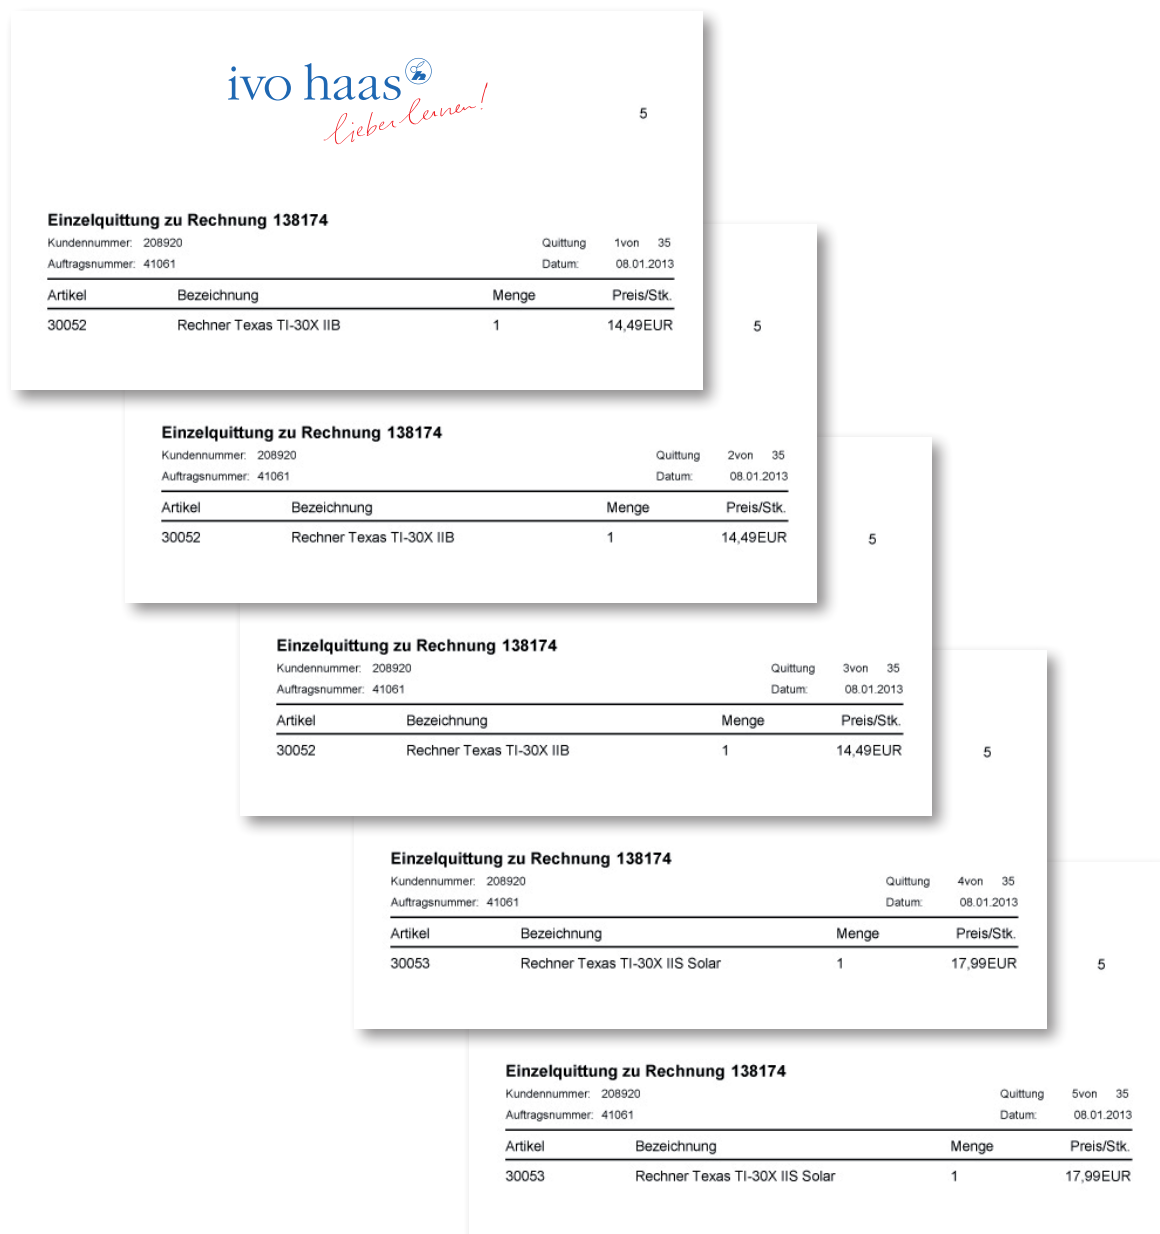 ivo haas
lieber lernen!
5
Einzelquittung zu Rechnung 138174
Kundennummer: 208920 Quittung 1von 35
Auftragsnummer: 41061 Datum: 08.01.2013
Artikel Bezeichnung Menge Preis/Stk.
30052 Rechner Texas TI-30X IIB 1 14,49EUR
5
Einzelquittung zu Rechnung 138174
Kundennummer: 208920 Quittung 2von 35
Auftragsnummer: 41061 Datum: 08.01.2013
Artikel Bezeichnung Menge Preis/Stk.
30052 Rechner Texas TI-30X IIB 1 14,49EUR
5
Einzelquittung zu Rechnung 138174
Kundennummer: 208920 Quittung 3von 35
Auftragsnummer: 41061 Datum: 08.01.2013
Artikel Bezeichnung Menge Preis/Stk.
30052 Rechner Texas TI-30X IIB 1 14,49EUR
5
Einzelquittung zu Rechnung 138174
Kundennummer: 208920 Quittung 4von 35
Auftragsnummer: 41061 Datum: 08.01.2013
Artikel Bezeichnung Menge Preis/Stk.
30053 Rechner Texas TI-30X IIS Solar 1 17,99EUR
5
Einzelquittung zu Rechnung 138174
Kundennummer: 208920 Quittung 5von 35
Auftragsnummer: 41061 Datum: 08.01.2013
Artikel Bezeichnung Menge Preis/Stk.
30053 Rechner Texas TI-30X IIS Solar 1 17,99EUR